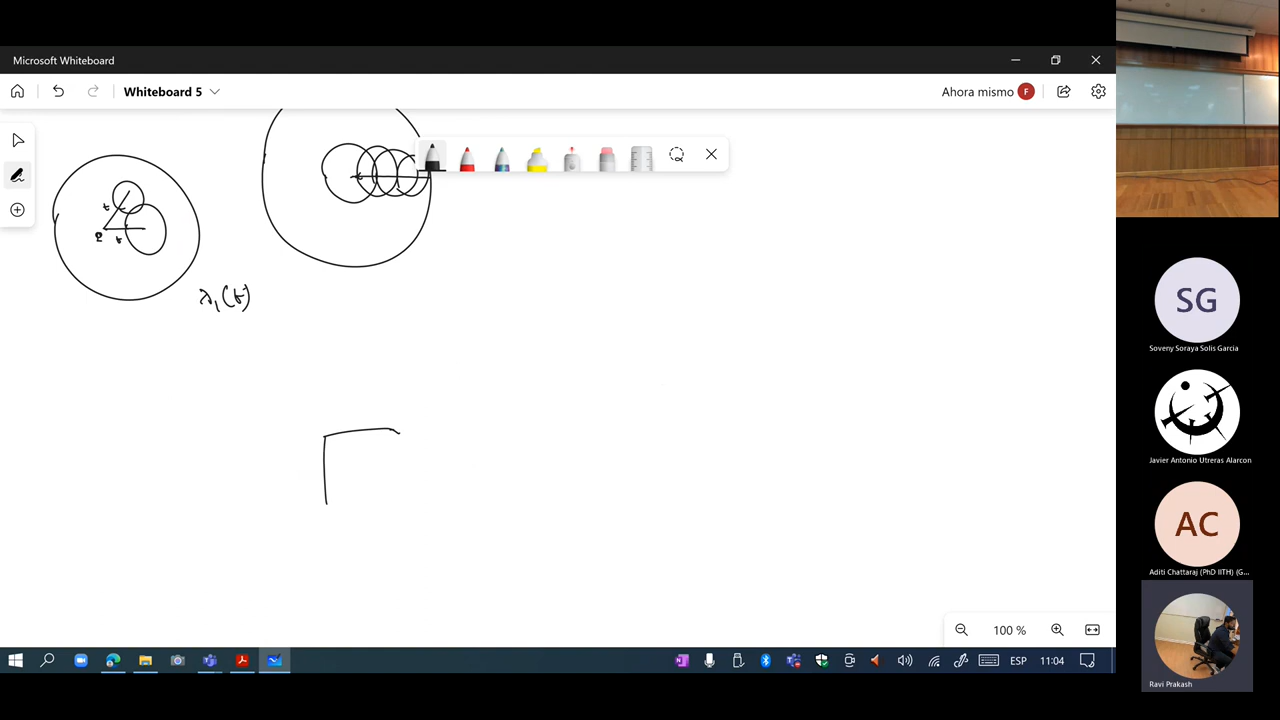 Microsoft Whiteboard
Whiteboard 5
Ahora mismo
F
t
t
λ₁(t)
SG
Soveny Soraya Solis Garcia
Javier Antonio Utreras Alarcon
AC
Aditi Chattaraj (PhD IITH) (G...
Ravi Prakash
100 %
ESP
11:04